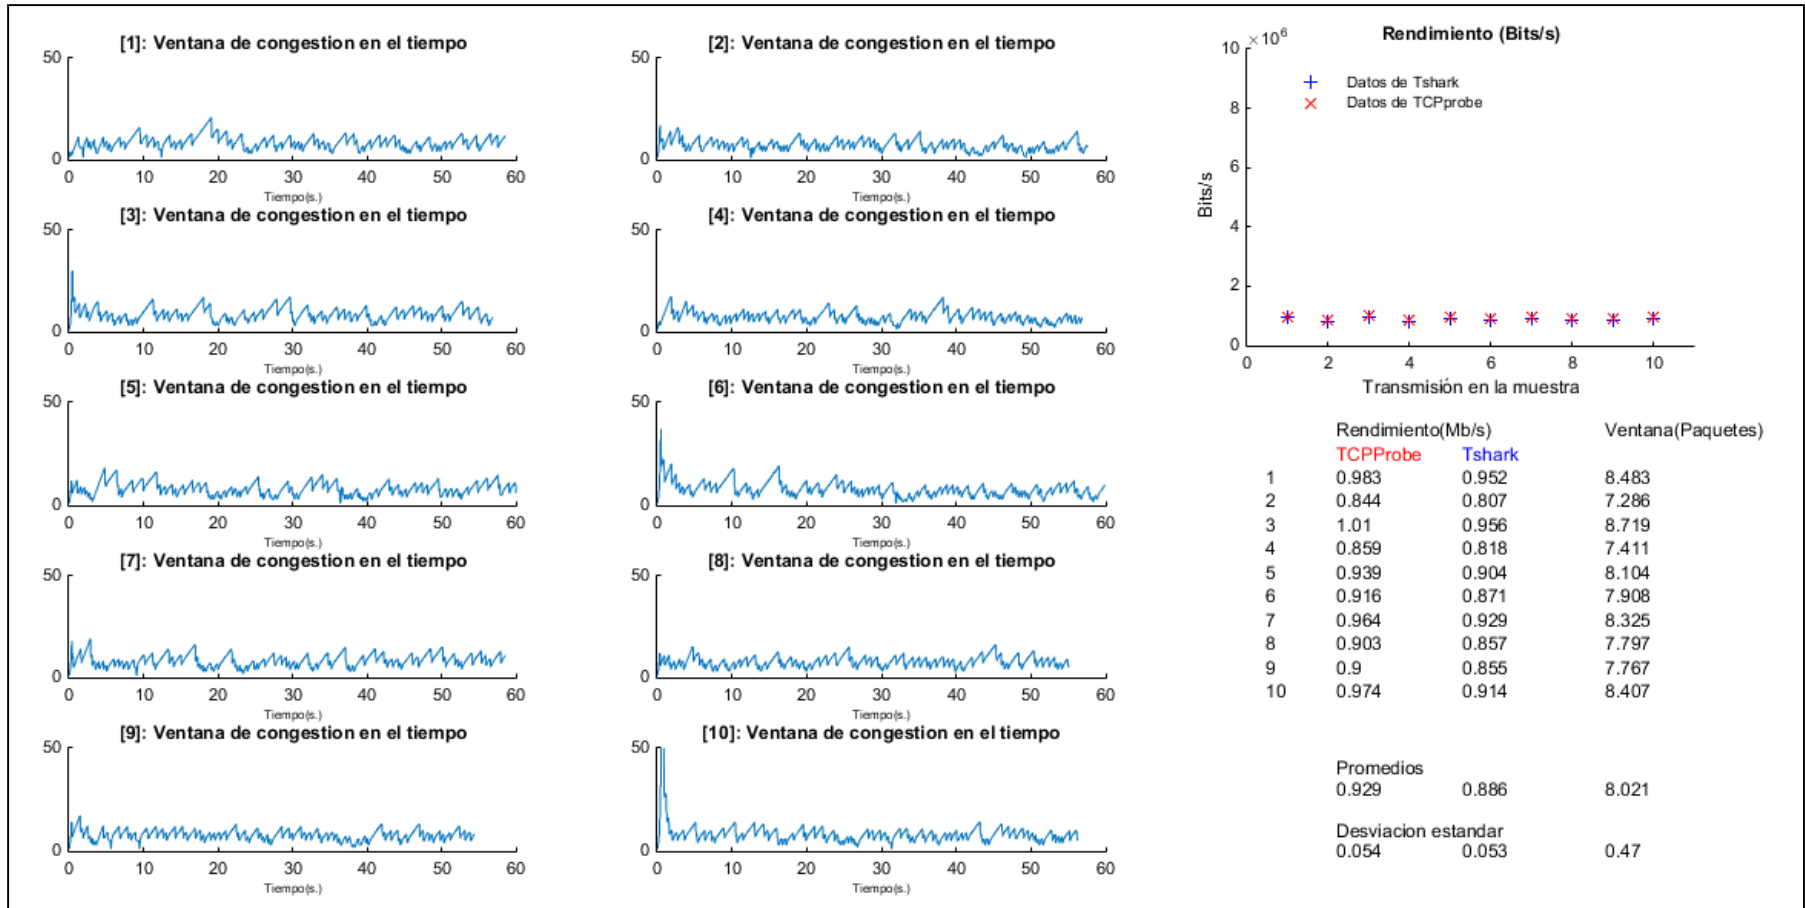 [1]: Ventana de congestion en el tiempo
50
0
0 10 20 30 40 50 60
Tiempo(s.)
[2]: Ventana de congestion en el tiempo
50
0
0 10 20 30 40 50 60
Tiempo(s.)
[3]: Ventana de congestion en el tiempo
50
0
0 10 20 30 40 50 60
Tiempo(s.)
[4]: Ventana de congestion en el tiempo
50
0
0 10 20 30 40 50 60
Tiempo(s.)
[5]: Ventana de congestion en el tiempo
50
0
0 10 20 30 40 50 60
Tiempo(s.)
[6]: Ventana de congestion en el tiempo
50
0
0 10 20 30 40 50 60
Tiempo(s.)
[7]: Ventana de congestion en el tiempo
50
0
0 10 20 30 40 50 60
Tiempo(s.)
[8]: Ventana de congestion en el tiempo
50
0
0 10 20 30 40 50 60
Tiempo(s.)
[9]: Ventana de congestion en el tiempo
50
0
0 10 20 30 40 50 60
Tiempo(s.)
[10]: Ventana de congestion en el tiempo
50
0
0 10 20 30 40 50 60
Tiempo(s.)
Rendimiento (Bits/s)
×10⁶
10
8
6
4
2
0
Bits/s
Datos de Tshark
Datos de TCPprobe
0 2 4 6 8 10
Transmisión en la muestra
Rendimiento(Mb/s) Ventana(Paquetes)
TCPProbe Tshark
1 0.983 0.952 8.483
2 0.844 0.807 7.286
3 1.01 0.956 8.719
4 0.859 0.818 7.411
5 0.939 0.904 8.104
6 0.916 0.871 7.908
7 0.964 0.929 8.325
8 0.903 0.857 7.797
9 0.9 0.855 7.767
10 0.974 0.914 8.407
Promedios
0.929 0.886 8.021
Desviacion estandar
0.054 0.053 0.47